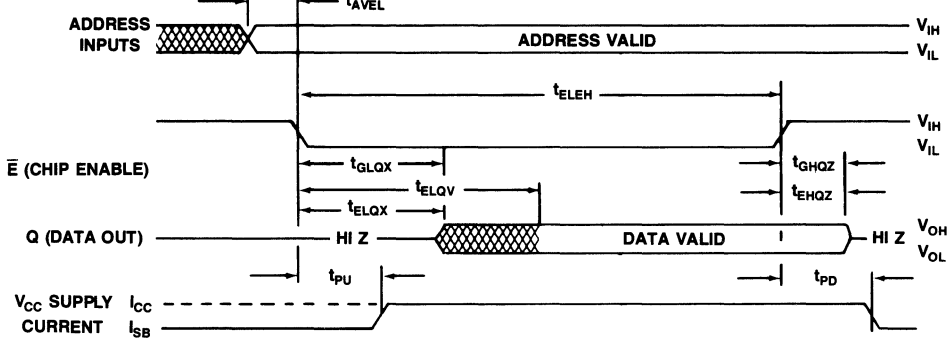 tAVEL
ADDRESS INPUTS
ADDRESS VALID
VIH
VIL
tELEH
VIH
VIL
E̅ (CHIP ENABLE)
tGLQX
tGHQZ
tELQV
tEHQZ
tELQX
Q (DATA OUT)
HI Z
DATA VALID
HI Z
VOH
VOL
tPU
tPD
VCC SUPPLY ICC
CURRENT ISB